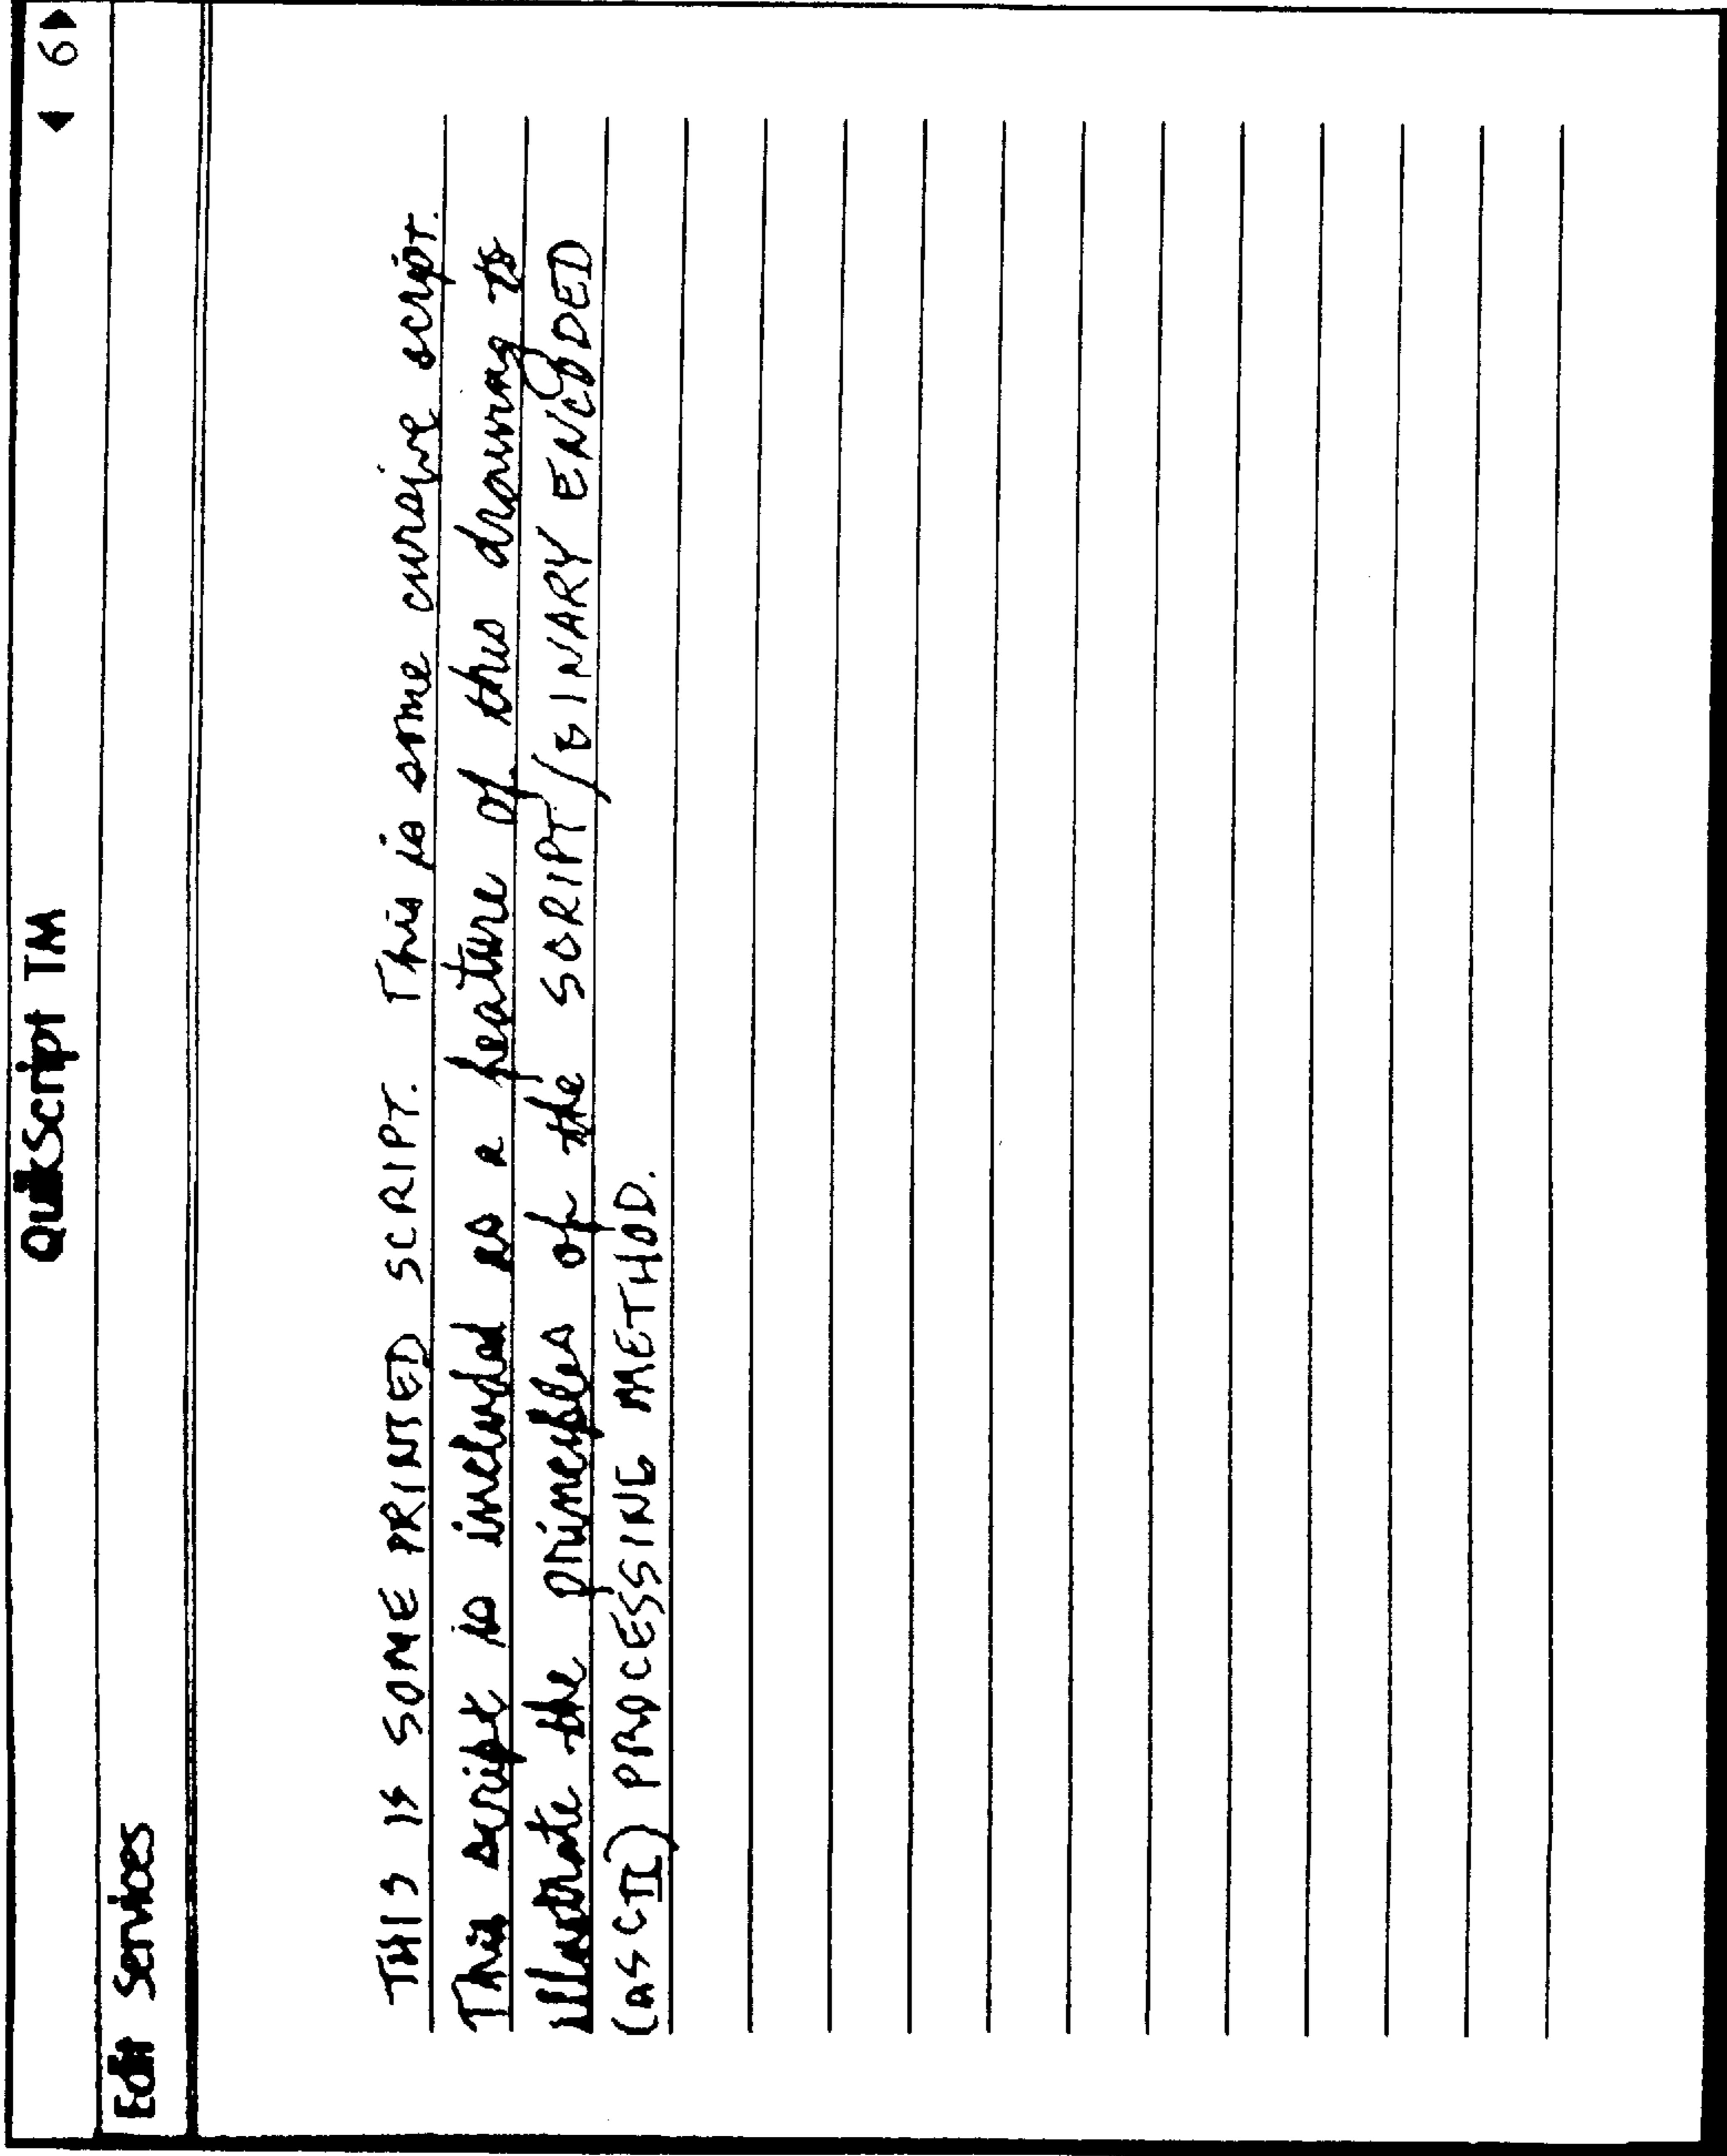 QuikScript TM ◀ 6▶
Edit Services
THIS IS SOME PRINTED SCRIPT. This is some cursive script.
This script is included as a feature of this drawing to
illustrate the principles of the SCRIPT/BINARY ENCODED
(ASCII) PROCESSING METHOD.